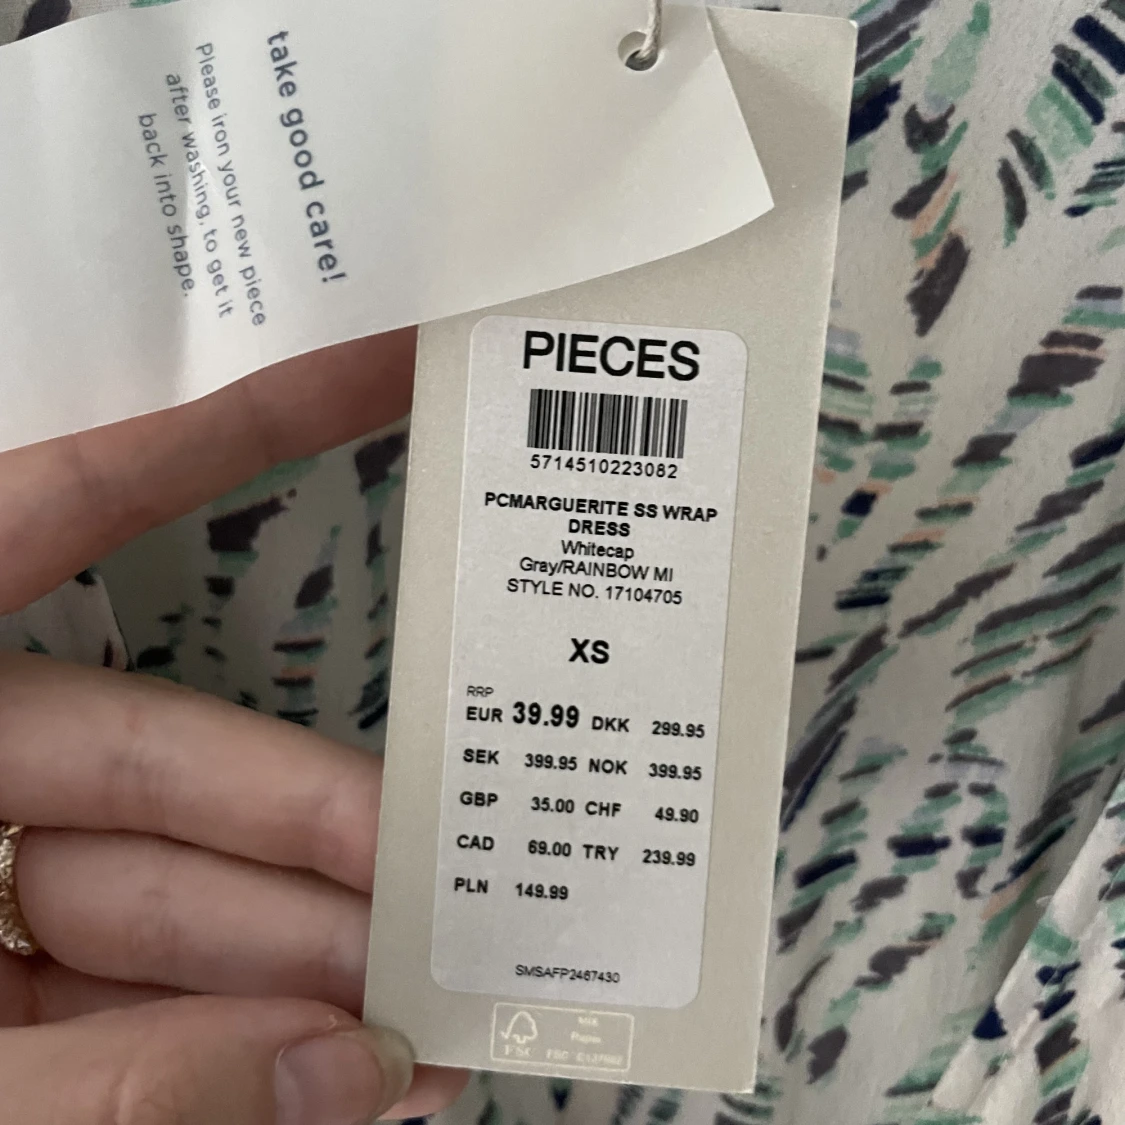 take good care!
Please iron your new piece
after washing, to get it
back into shape.
PIECES
5714510223082
PCMARGUERITE SS WRAP
DRESS
Whitecap
Gray/RAINBOW MI
STYLE NO. 17104705
XS
RRP
EUR 39.99 DKK 299.95
SEK 399.95 NOK 399.95
GBP 35.00 CHF 49.90
CAD 69.00 TRY 239.99
PLN 149.99
SMSAFP2467430
FSC